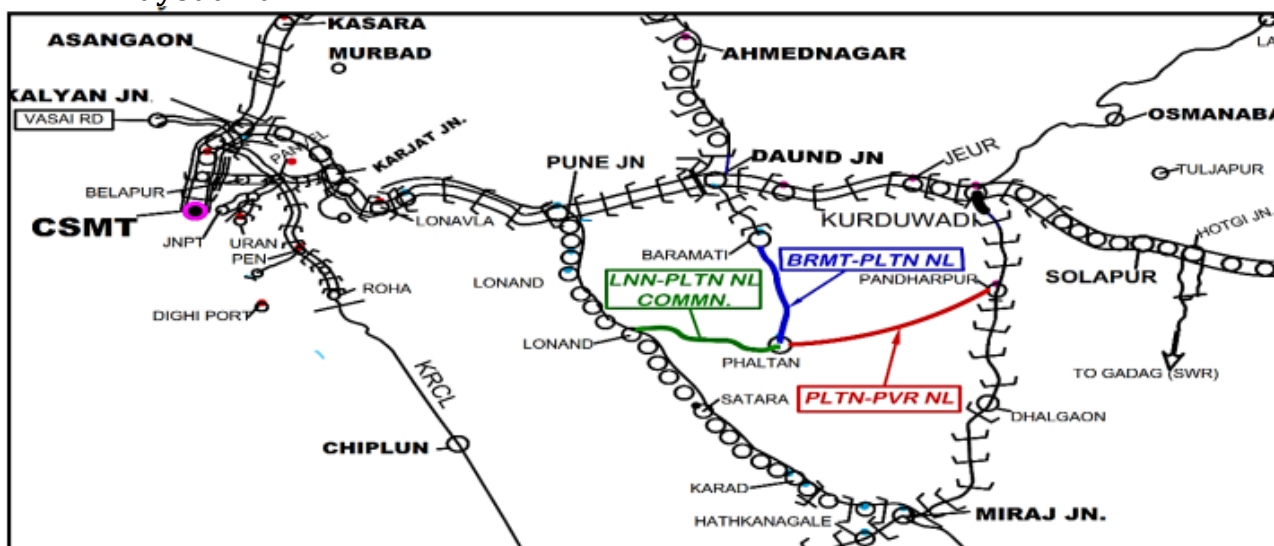 KASARA
ASANGAON
MURBAD
AHMEDNAGAR
KALYAN JN.
VASAI RD
OSMANABA
KARJAT JN.
PUNE JN
DAUND JN
JEUR
TULJAPUR
BELAPUR
CSMT
LONAVLA
KURDUWADI
HOTGI JN.
JNPT
URAN
PEN
BARAMATI
BRMT-PLTN NL
SOLAPUR
LONAND
LNN-PLTN NL
COMMN.
PANDHARPUR
ROHA
DIGHI PORT
LONAND
PHALTAN
TO GADAG (SWR)
KRCL
SATARA
PLTN-PVR NL
DHALGAON
CHIPLUN
KARAD
HATHKANAGALE
MIRAJ JN.